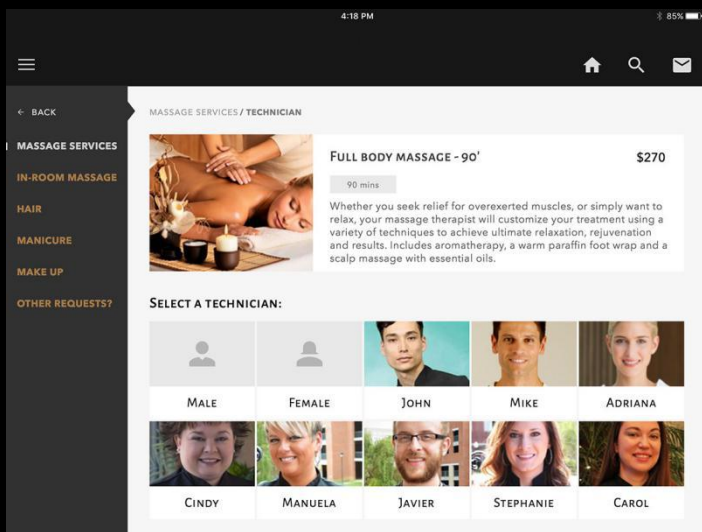 4:18 PM
85%
← BACK
MASSAGE SERVICES
IN-ROOM MASSAGE
HAIR
MANICURE
MAKE UP
OTHER REQUESTS?
MASSAGE SERVICES / TECHNICIAN
FULL BODY MASSAGE - 90'
$270
90 mins
Whether you seek relief for overexerted muscles, or simply want to
relax, your massage therapist will customize your treatment using a
variety of techniques to achieve ultimate relaxation, rejuvenation
and results. Includes aromatherapy, a warm paraffin foot wrap and a
scalp massage with essential oils.
SELECT A TECHNICIAN:
MALE
FEMALE
JOHN
MIKE
ADRIANA
CINDY
MANUELA
JAVIER
STEPHANIE
CAROL